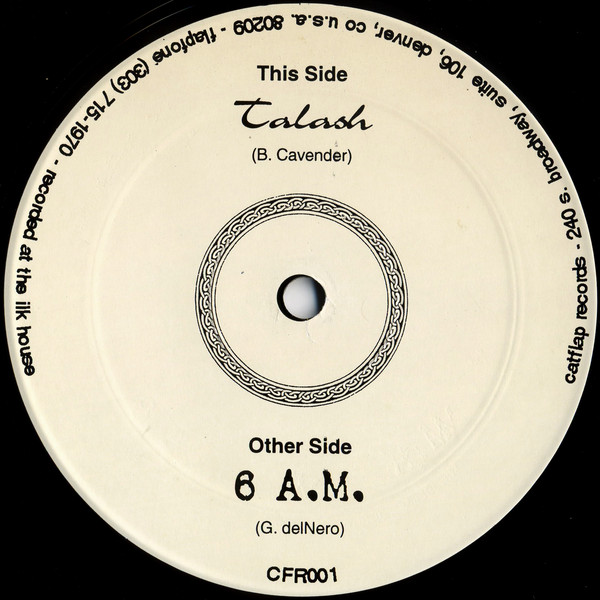 This Side
Talash
(B. Cavender)
Other Side
6 A.M.
(G. delNero)
CFR001
catflap records - 240 s. broadway, suite 106, denver, co u.s.a. 80209 - flapfone (303) 715-1970 - recorded at the ilk house